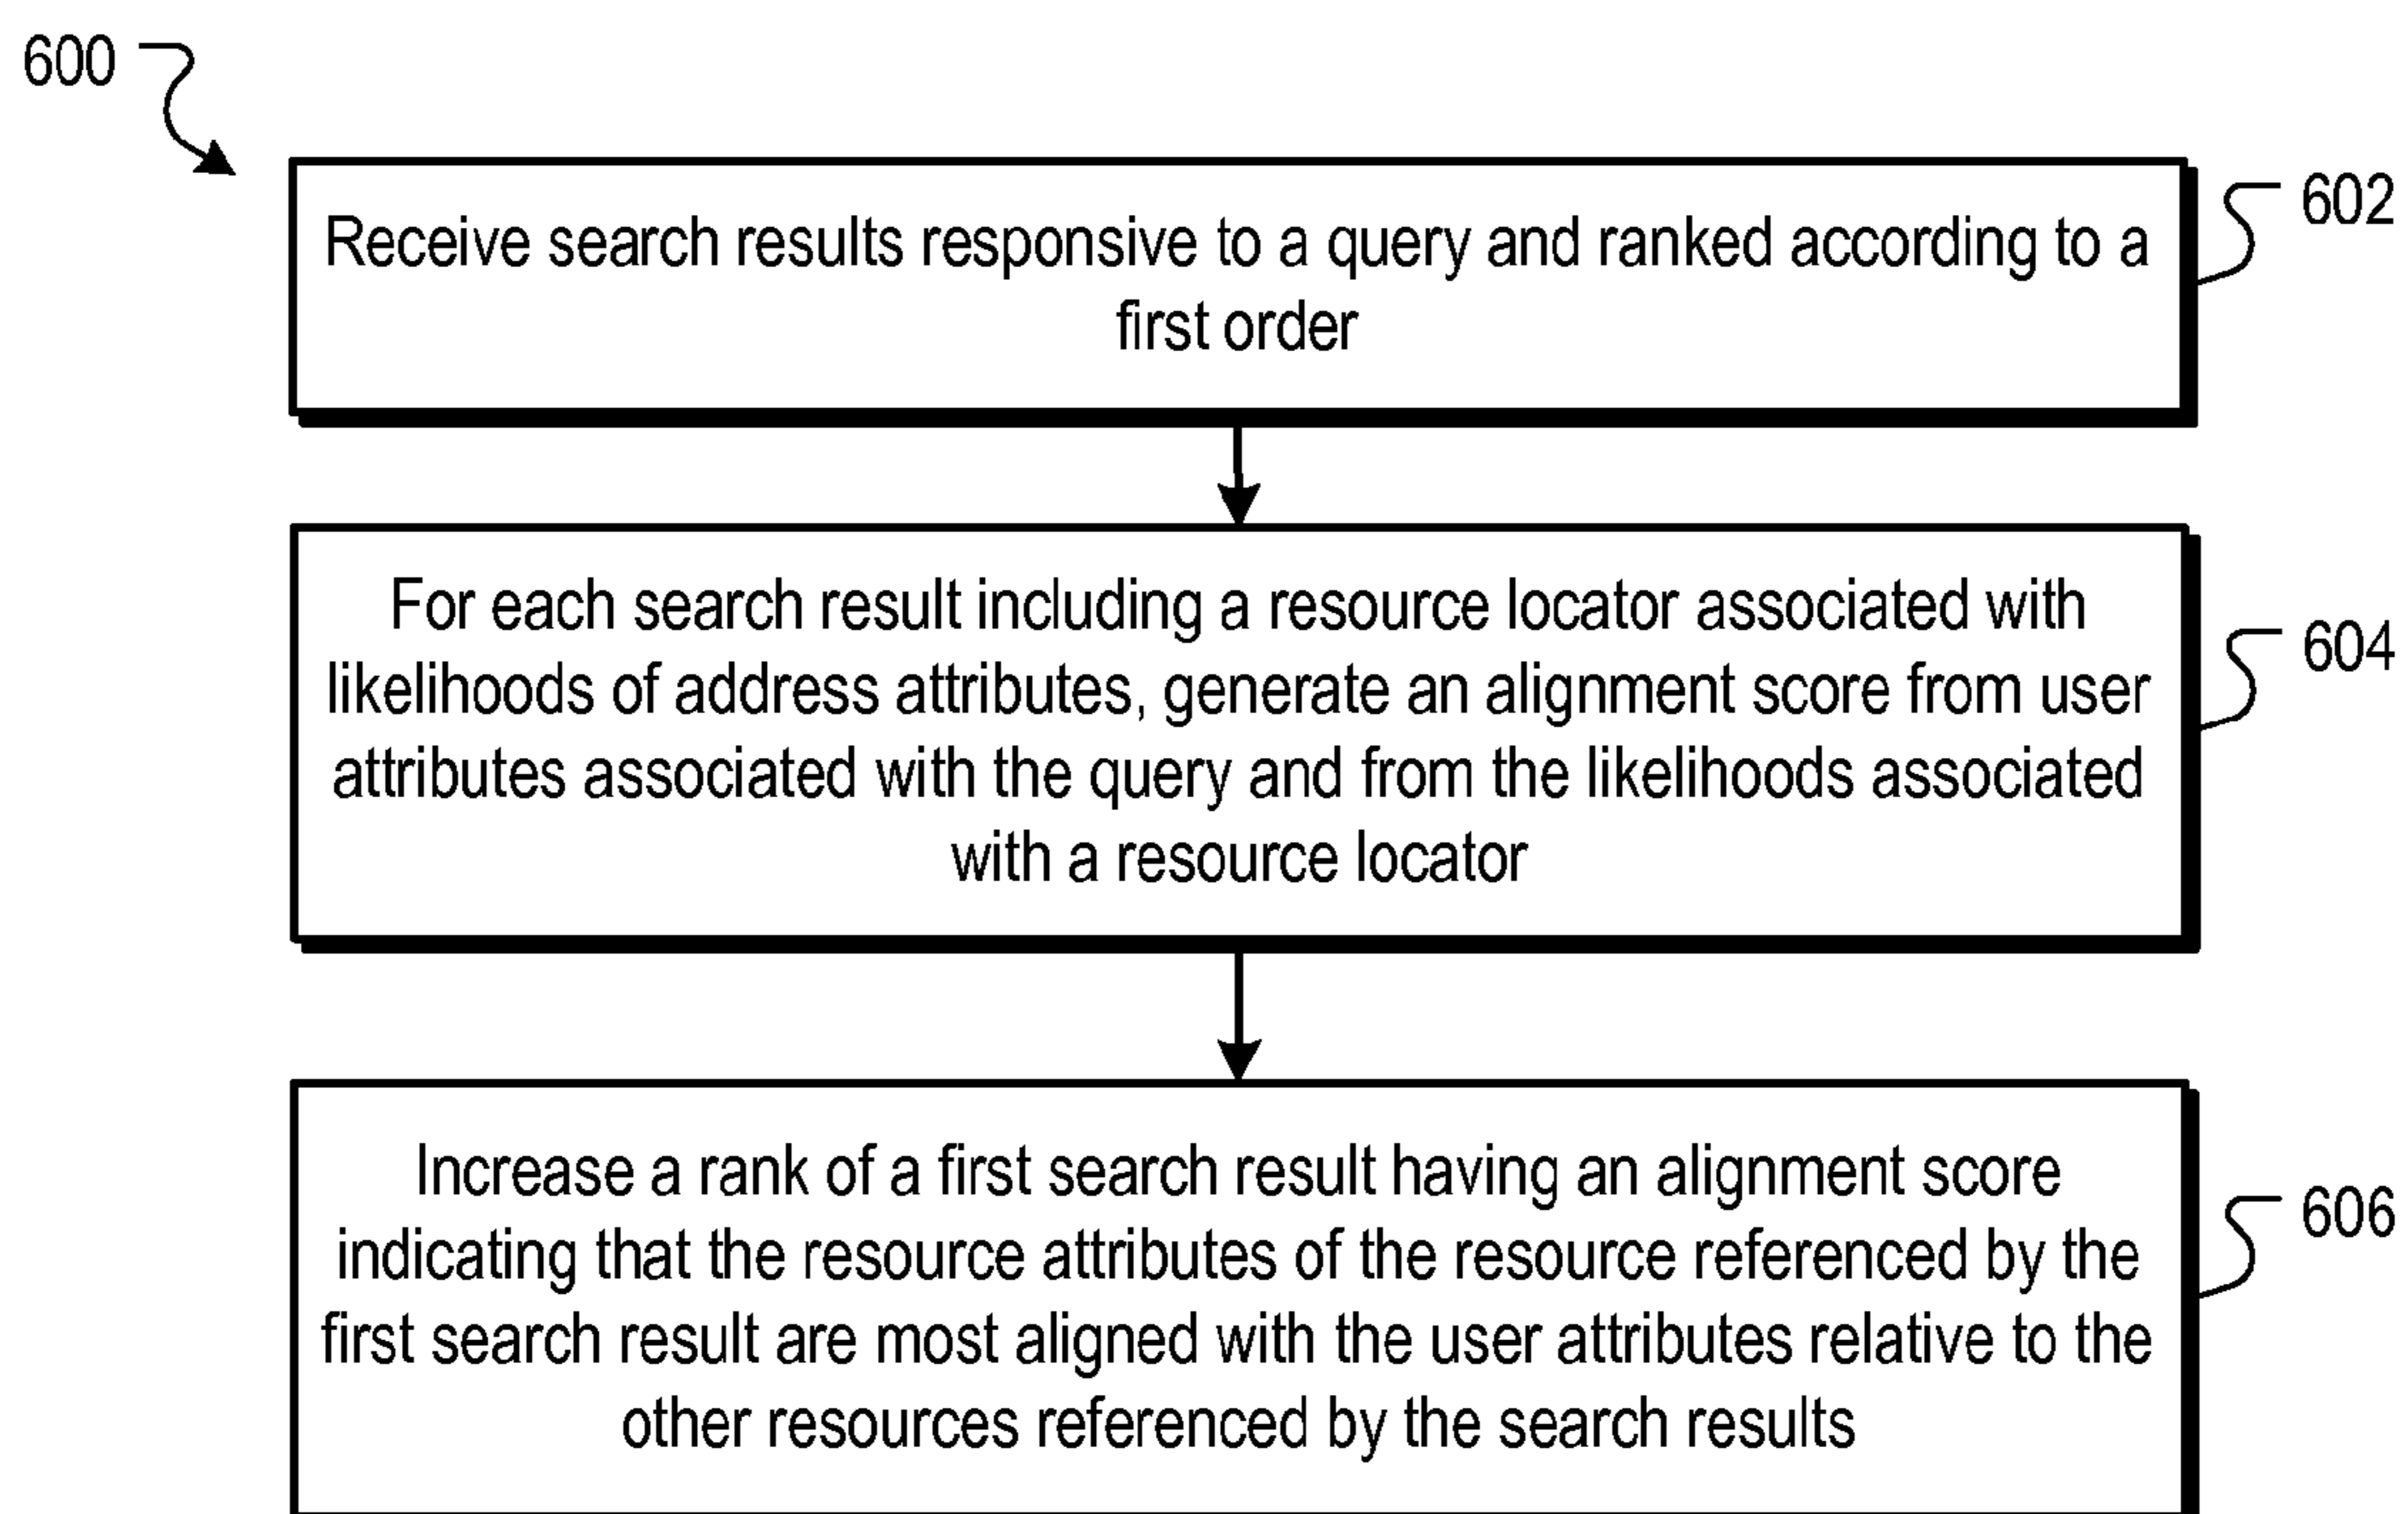 600
602
Receive search results responsive to a query and ranked according to a
first order
604
For each search result including a resource locator associated with
likelihoods of address attributes, generate an alignment score from user
attributes associated with the query and from the likelihoods associated
with a resource locator
606
Increase a rank of a first search result having an alignment score
indicating that the resource attributes of the resource referenced by the
first search result are most aligned with the user attributes relative to the
other resources referenced by the search results